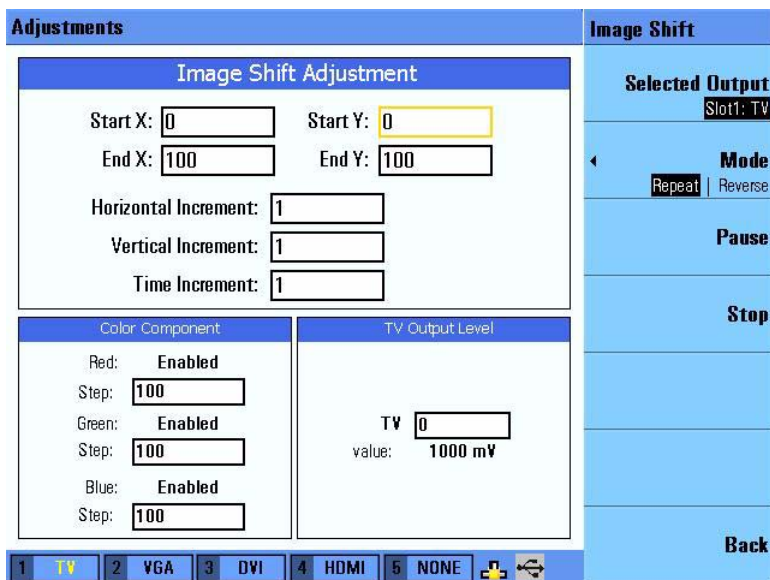 Adjustments
Image Shift Adjustment
Start X: 0 Start Y: 0
End X: 100 End Y: 100
Horizontal Increment: 1
Vertical Increment: 1
Time Increment: 1
Color Component
Red: Enabled
Step: 100
Green: Enabled
Step: 100
Blue: Enabled
Step: 100
TV Output Level
TV 0
value: 1000 mV
1 TV 2 VGA 3 DVI 4 HDMI 5 NONE
Image Shift
Selected Output
Slot1: TV
Mode
Repeat | Reverse
Pause
Stop
Back